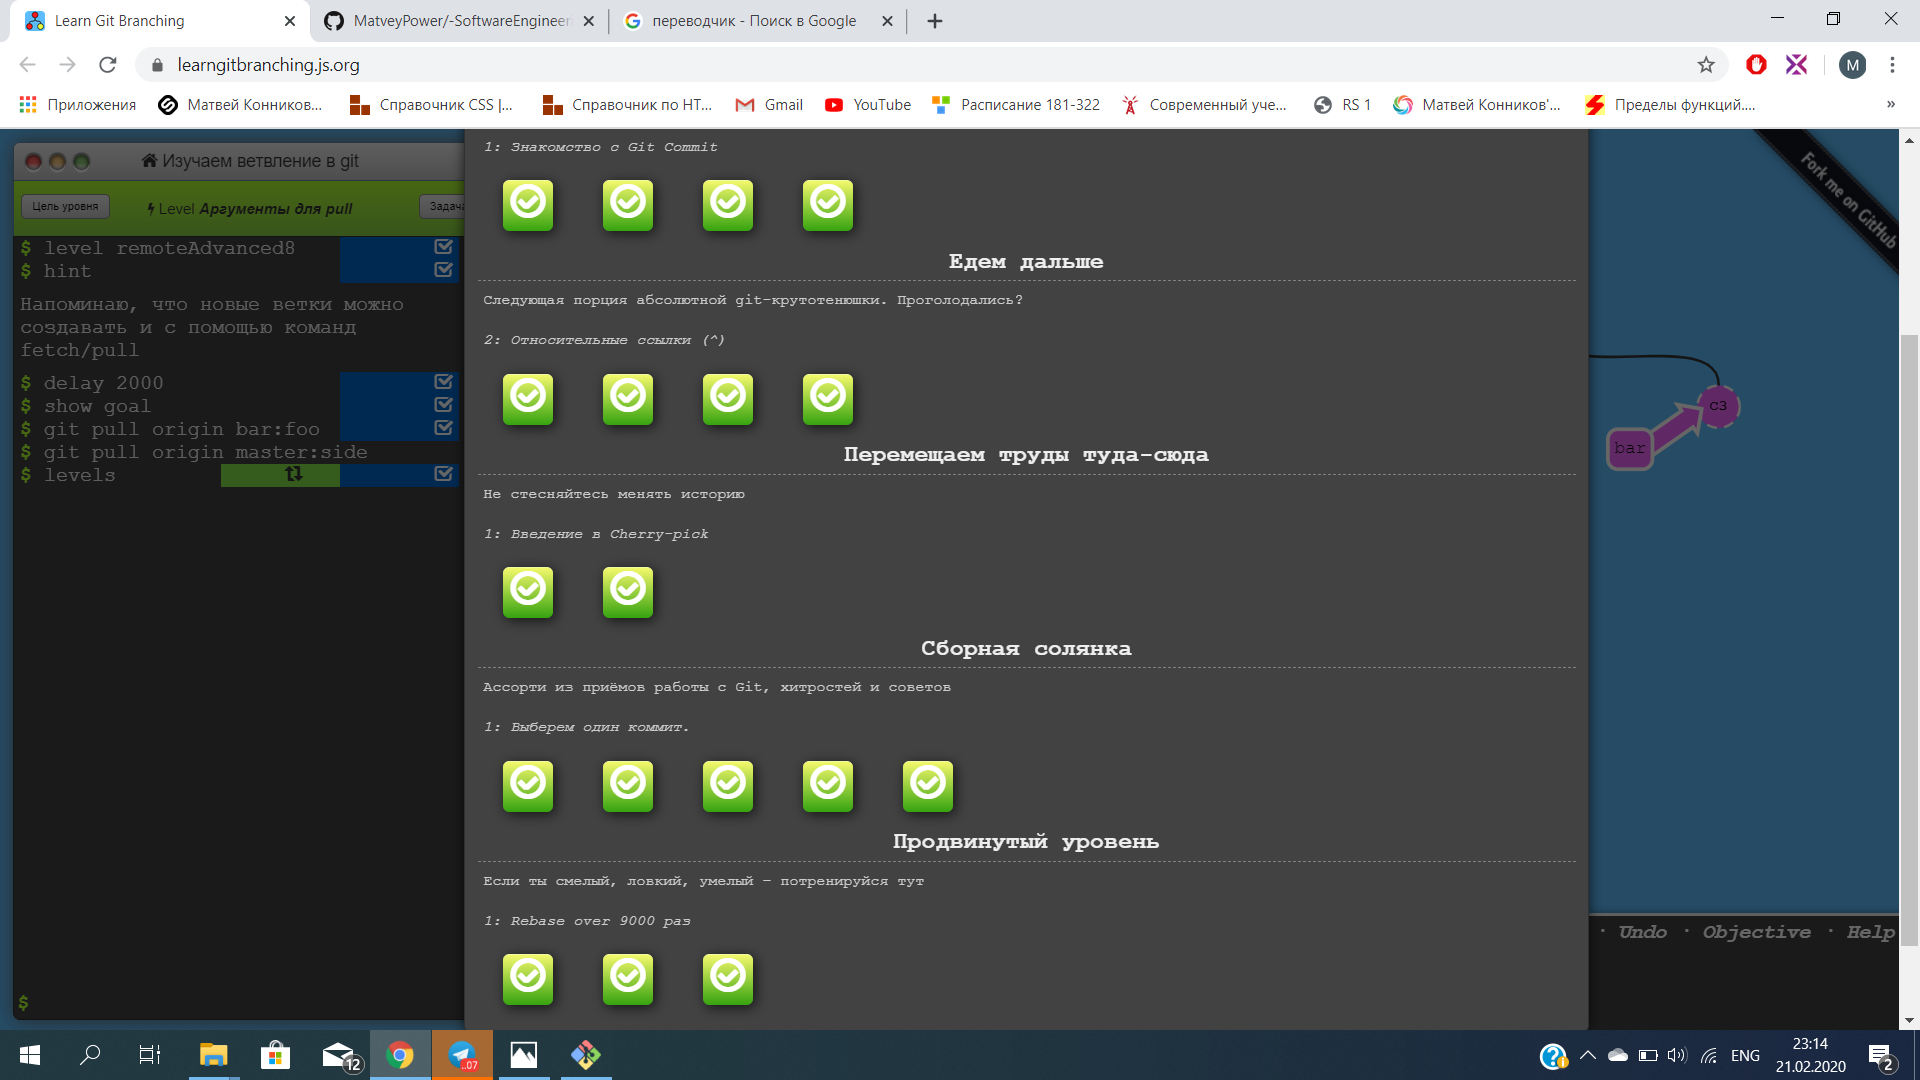 Learn Git Branching
MatveyPower/-SoftwareEngineer
переводчик - Поиск в Google
learngitbranching.js.org
M
Приложения
Матвей Конников...
Справочник CSS |...
Справочник по HT...
Gmail
YouTube
Расписание 181-322
Современный уче...
RS 1
Матвей Конников'...
Пределы функций....
»
Изучаем ветвление в git
Цель уровня
Level Аргументы для pull
Задача
$ level remoteAdvanced8
$ hint
Напоминаю, что новые ветки можно
создавать и с помощью команд
fetch/pull
$ delay 2000
$ show goal
$ git pull origin bar:foo
$ git pull origin master:side
$ levels
$
1: Знакомство с Git Commit
Едем дальше
Следующая порция абсолютной git-крутотенюшки. Проголодались?
2: Относительные ссылки (^)
Перемещаем труды туда-сюда
Не стесняйтесь менять историю
1: Введение в Cherry-pick
Сборная солянка
Ассорти из приёмов работы с Git, хитростей и советов
1: Выберем один коммит.
Продвинутый уровень
Если ты смелый, ловкий, умелый – потренируйся тут
1: Rebase over 9000 раз
Fork me on GitHub
c3
bar
· Undo · Objective · Help
12
..07
ENG
23:14
21.02.2020
2